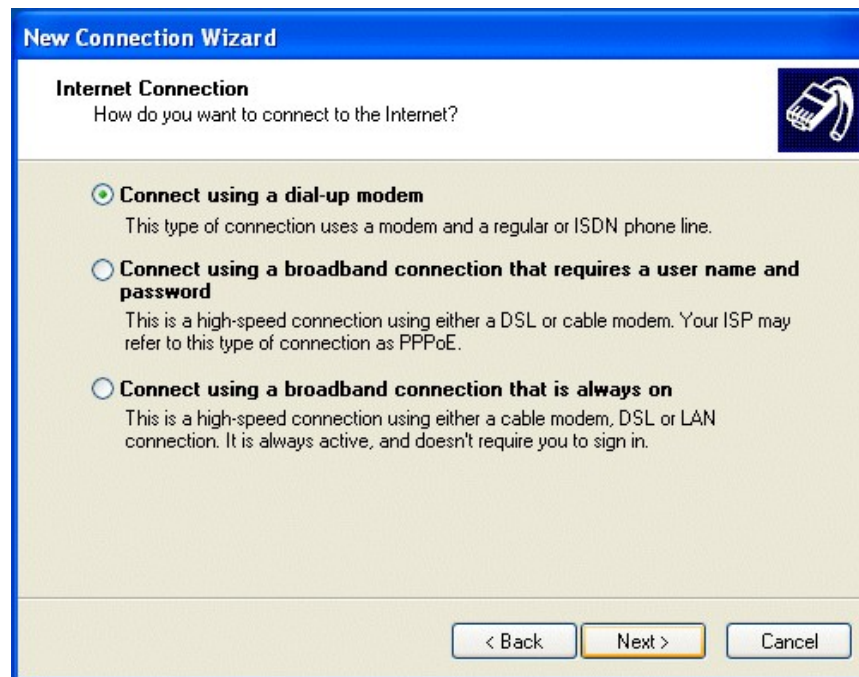 New Connection Wizard
Internet Connection
How do you want to connect to the Internet?
Connect using a dial-up modem
This type of connection uses a modem and a regular or ISDN phone line.
Connect using a broadband connection that requires a user name and
password
This is a high-speed connection using either a DSL or cable modem. Your ISP may
refer to this type of connection as PPPoE.
Connect using a broadband connection that is always on
This is a high-speed connection using either a cable modem, DSL or LAN
connection. It is always active, and doesn't require you to sign in.
< Back Next > Cancel